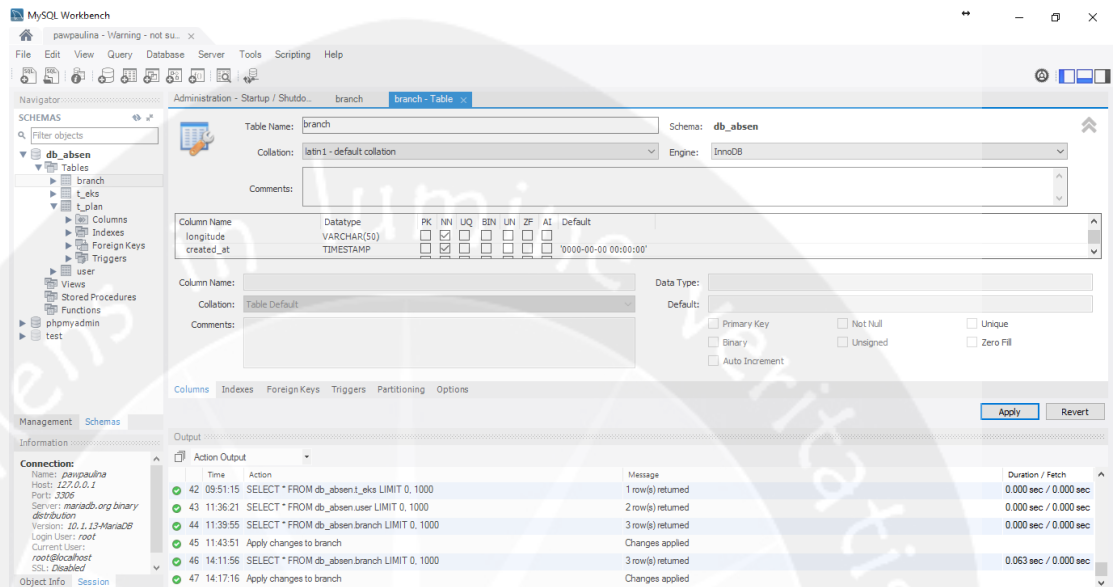 MySQL Workbench
pawpaulina - Warning - not su...
File Edit View Query Database Server Tools Scripting Help
Navigator
SCHEMAS
Filter objects
db_absen
Tables
branch
t_eks
t_plan
Columns
Indexes
Foreign Keys
Triggers
user
Views
Stored Procedures
Functions
phpmyadmin
test
Management Schemas
Information
Connection:
Name: pawpaulina
Host: 127.0.0.1
Port: 3306
Server: mariadb.org binary
distribution
Version: 10.1.13-MariaDB
Login User: root
Current User:
root@localhost
SSL: Disabled
Object Info Session
Administration - Startup / Shutdo.. branch branch - Table
Table Name: branch Schema: db_absen
Collation: latin1 - default collation Engine: InnoDB
Comments:
Column Name Datatype PK NN UQ BIN UN ZF AI Default
longitude VARCHAR(50)
created_at TIMESTAMP '0000-00-00 00:00:00'
Column Name: Data Type:
Collation: Table Default Default:
Comments: Primary Key Not Null Unique
Binary Unsigned Zero Fill
Auto Increment
Columns Indexes Foreign Keys Triggers Partitioning Options
Apply Revert
Output
Action Output
Time Action Message Duration / Fetch
42 09:51:15 SELECT * FROM db_absen.t_eks LIMIT 0, 1000 1 row(s) returned 0.000 sec / 0.000 sec
43 11:36:21 SELECT * FROM db_absen.user LIMIT 0, 1000 2 row(s) returned 0.000 sec / 0.000 sec
44 11:39:55 SELECT * FROM db_absen.branch LIMIT 0, 1000 3 row(s) returned 0.000 sec / 0.000 sec
45 11:43:51 Apply changes to branch Changes applied
46 14:11:56 SELECT * FROM db_absen.branch LIMIT 0, 1000 3 row(s) returned 0.063 sec / 0.000 sec
47 14:17:16 Apply changes to branch Changes applied
ens in lumine veritatis